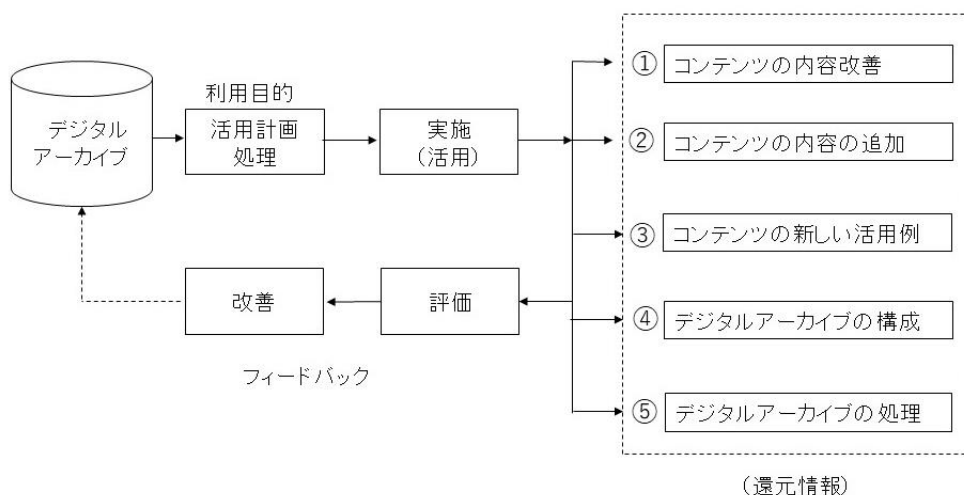 デジタル
アーカイブ
利用目的
活用計画
処理
実施
(活用)
① コンテンツの内容改善
② コンテンツの内容の追加
③ コンテンツの新しい活用例
④ デジタルアーカイブの構成
⑤ デジタルアーカイブの処理
改善
評価
フィードバック
(還元情報)